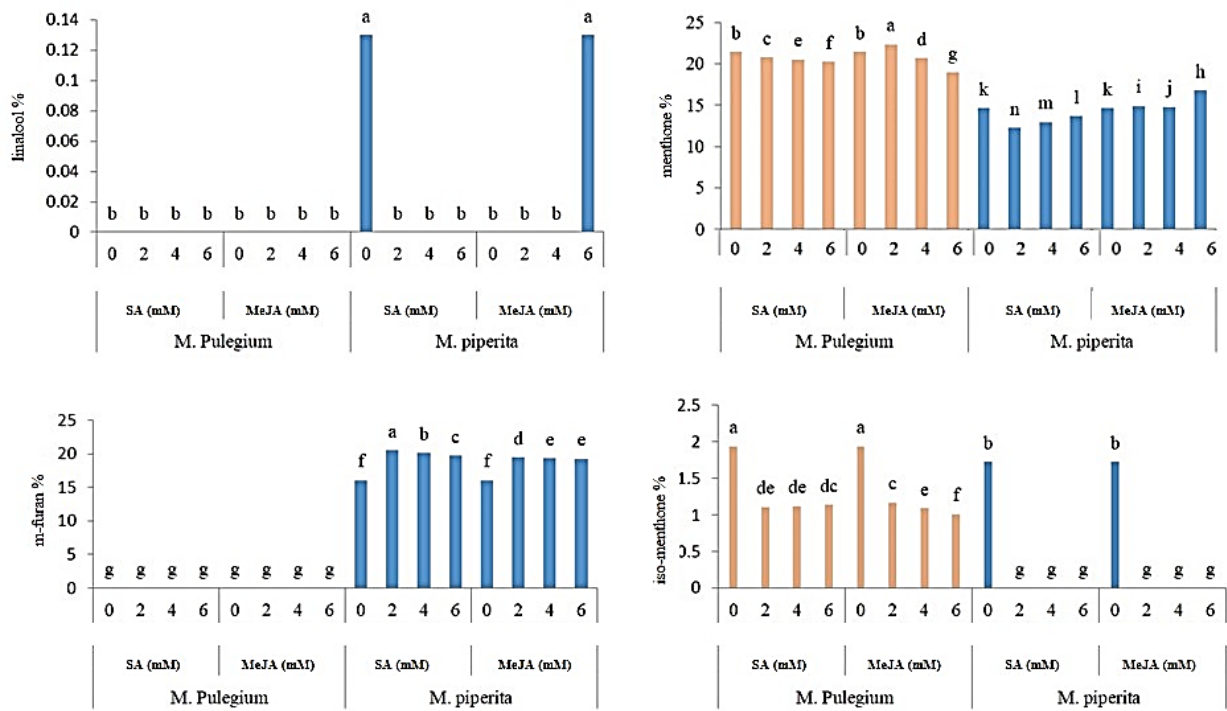 linalool %
0.14
0.12
0.1
0.08
0.06
0.04
0.02
0
b b b b b b b b a b b b b b b a
0 2 4 6 0 2 4 6 0 2 4 6 0 2 4 6
SA (mM) MeJA (mM) SA (mM) MeJA (mM)
M. Pulegium M. piperita
menthone %
25
20
15
10
5
0
b c e f b a d g k n m l k i j h
0 2 4 6 0 2 4 6 0 2 4 6 0 2 4 6
SA (mM) MeJA (mM) SA (mM) MeJA (mM)
M. Pulegium M. piperita
m-furan %
25
20
15
10
5
0
g g g g g g g g f a b c f d e e
0 2 4 6 0 2 4 6 0 2 4 6 0 2 4 6
SA (mM) MeJA (mM) SA (mM) MeJA (mM)
M. Pulegium M. piperita
iso-menthone %
2.5
2
1.5
1
0.5
0
a de de dc a c e f b g g g b g g g
0 2 4 6 0 2 4 6 0 2 4 6 0 2 4 6
SA (mM) MeJA (mM) SA (mM) MeJA (mM)
M. Pulegium M. piperita